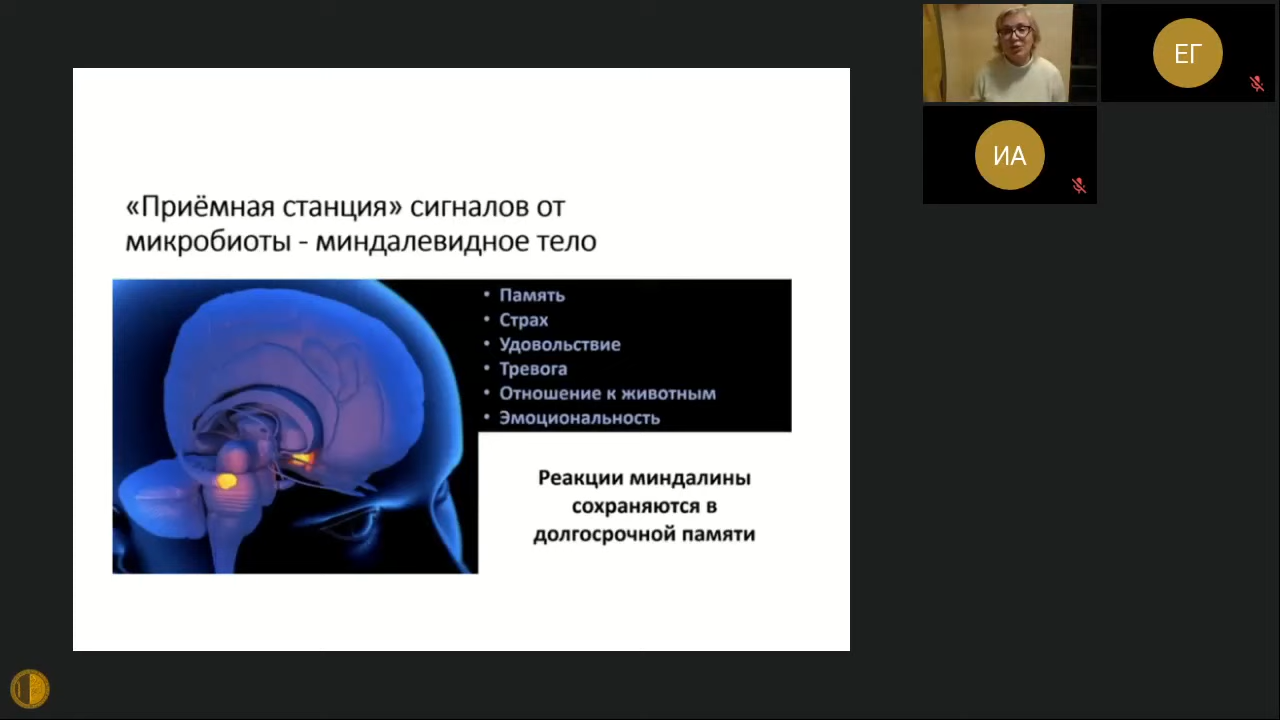 «Приёмная станция» сигналов от
микробиоты - миндалевидное тело
• Память
• Страх
• Удовольствие
• Тревога
• Отношение к животным
• Эмоциональность
Реакции миндалины
сохраняются в
долгосрочной памяти
ЕГ
ИА